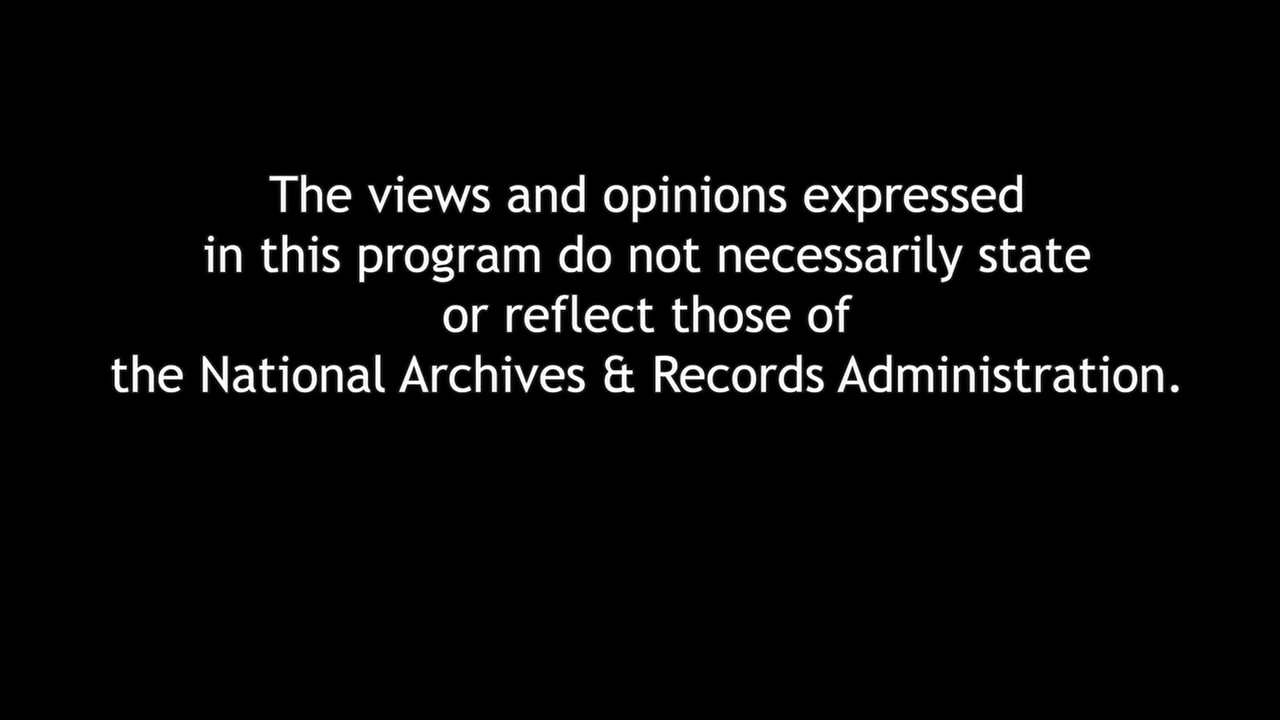 The views and opinions expressed
in this program do not necessarily state
or reflect those of
the National Archives & Records Administration.